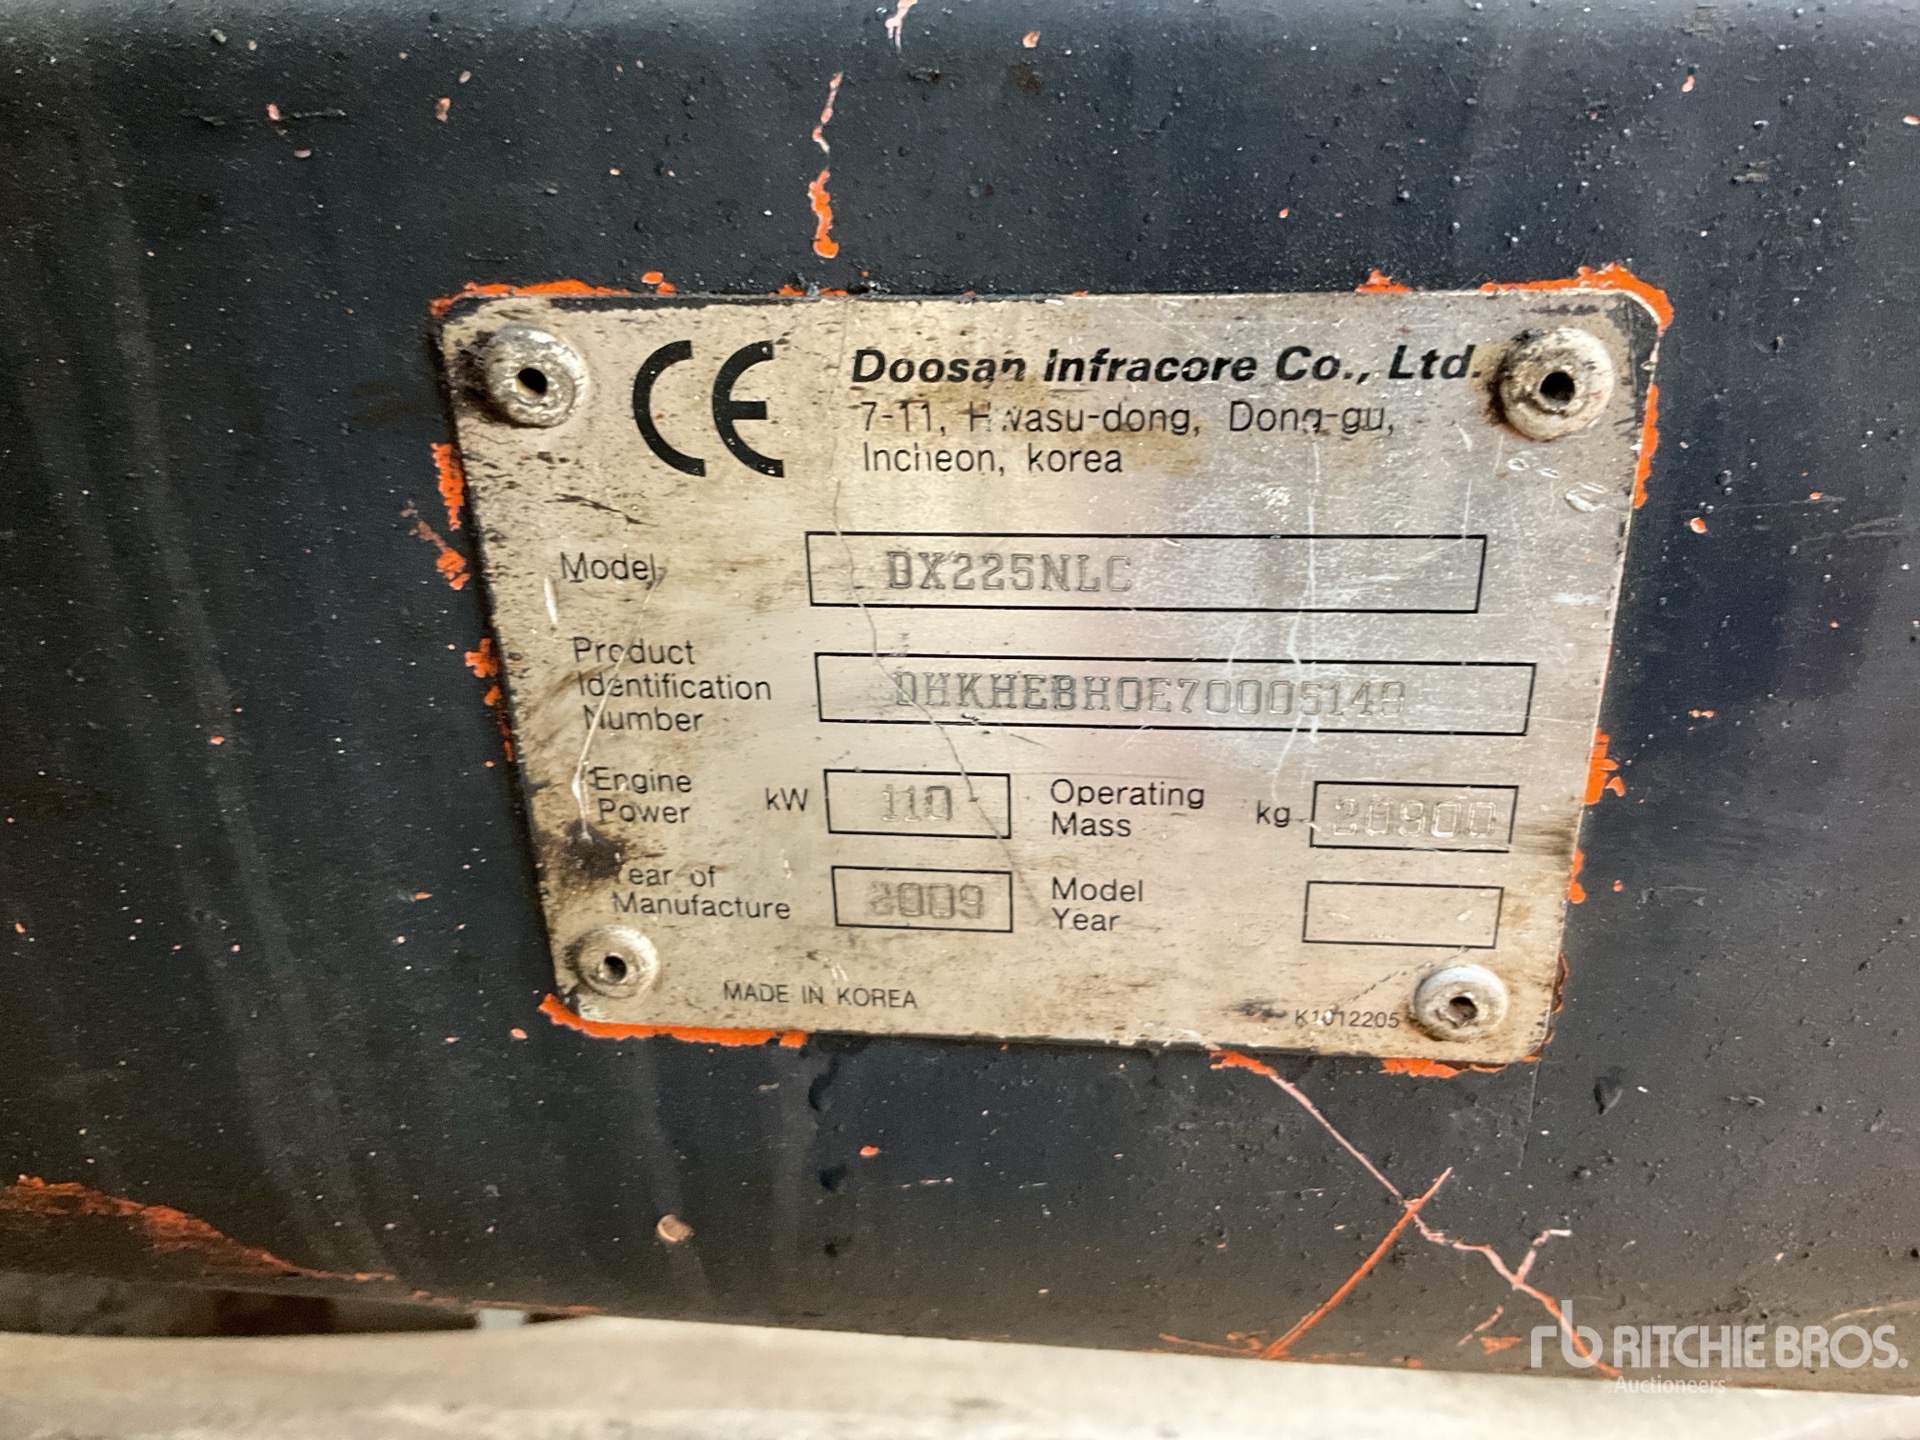 CE
Doosan Infracore Co., Ltd.
7-11, Hwasu-dong, Dong-gu,
Incheon, korea
Model DX225NLC
Product
Identification
Number
Engine
Power kW 110
Operating
Mass kg 20900
Year of
Manufacture 2009
Model
Year
MADE IN KOREA
K1012205
rb RITCHIE BROS.
Auctioneers